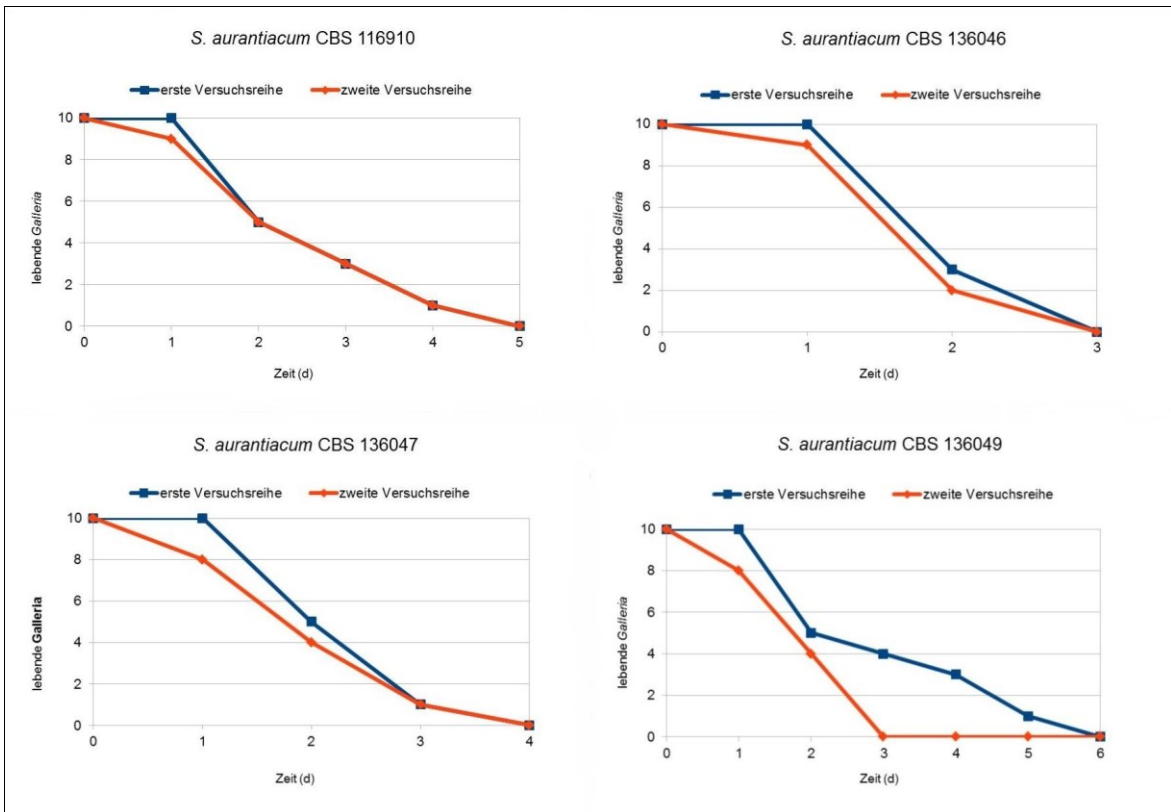 S. aurantiacum CBS 116910
erste Versuchsreihe zweite Versuchsreihe
10
8
6
4
2
0
lebende Galleria
0 1 2 3 4 5
Zeit (d)
S. aurantiacum CBS 136046
erste Versuchsreihe zweite Versuchsreihe
10
8
6
4
2
0
lebende Galleria
0 1 2 3
Zeit (d)
S. aurantiacum CBS 136047
erste Versuchsreihe zweite Versuchsreihe
10
8
6
4
2
0
lebende Galleria
0 1 2 3 4
Zeit (d)
S. aurantiacum CBS 136049
erste Versuchsreihe zweite Versuchsreihe
10
8
6
4
2
0
lebende Galleria
0 1 2 3 4 5 6
Zeit (d)